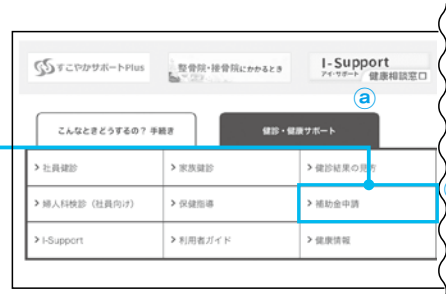 すこやかサポートPlus
整骨院・接骨院にかかるとき
I-Support
アイ・サポート 健康相談窓口
a
こんなときどうするの？ 手続き
健診・健康サポート
> 社員健診
> 家族健診
> 健診結果の見方
> 婦人科検診（社員向け）
> 保健指導
> 補助金申請
> I-Support
> 利用者ガイド
> 健康情報